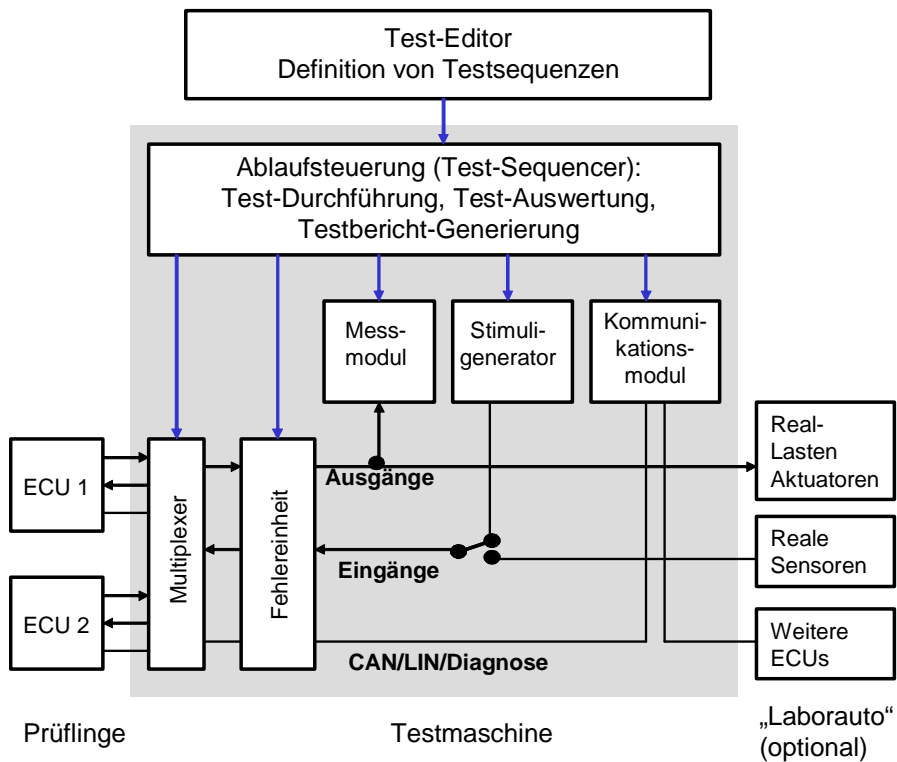 Test-Editor
Definition von Testsequenzen
Ablaufsteuerung (Test-Sequencer):
Test-Durchführung, Test-Auswertung,
Testbericht-Generierung
Mess-
modul
Stimuli-
generator
Kommuni-
kations-
modul
ECU 1
ECU 2
Multiplexer
Fehlereinheit
Ausgänge
Eingänge
CAN/LIN/Diagnose
Real-
Lasten
Aktuatoren
Reale
Sensoren
Weitere
ECUs
Prüflinge
Testmaschine
„Laborauto“
(optional)